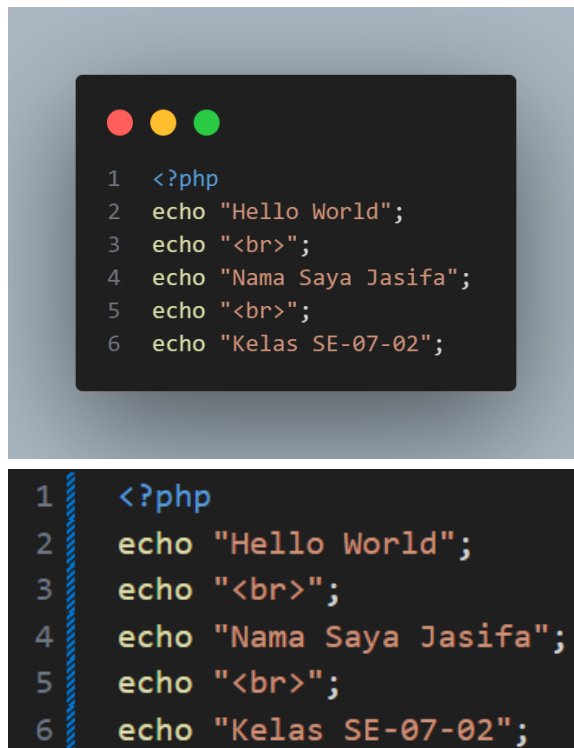 1 <?php
2 echo "Hello World";
3 echo "<br>";
4 echo "Nama Saya Jasifa";
5 echo "<br>";
6 echo "Kelas SE-07-02";
1 <?php
2 echo "Hello World";
3 echo "<br>";
4 echo "Nama Saya Jasifa";
5 echo "<br>";
6 echo "Kelas SE-07-02";